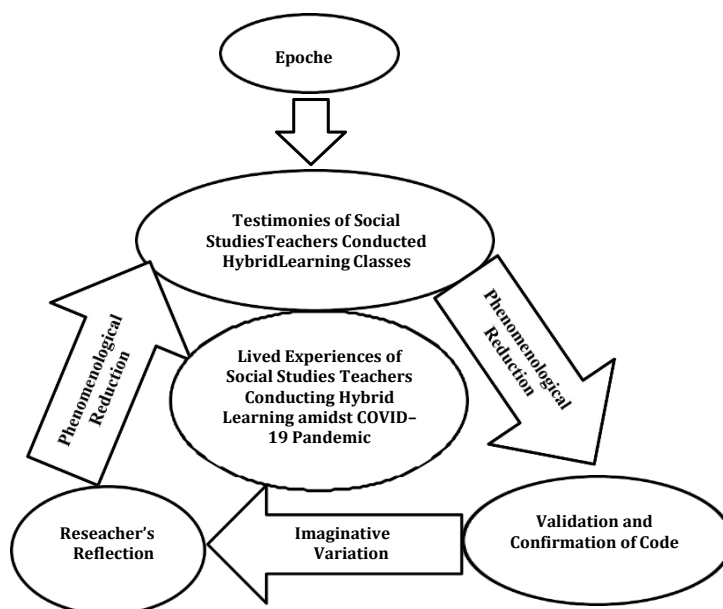 Epoche
Testimonies of Social
StudiesTeachers Conducted
HybridLearning Classes
Phenomenological
Reduction
Phenomenological
Reduction
Lived Experiences of
Social Studies Teachers
Conducting Hybrid
Learning amidst COVID–
19 Pandemic
Reseacher's
Reflection
Imaginative
Variation
Validation and
Confirmation of Code